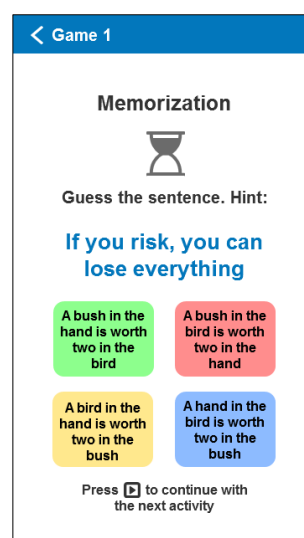 Game 1
Memorization
Guess the sentence. Hint:
If you risk, you can
lose everything
A bush in the
hand is worth
two in the
bird
A bush in the
bird is worth
two in the
hand
A bird in the
hand is worth
two in the
bush
A hand in the
bird is worth
two in the
bush
Press to continue with
the next activity